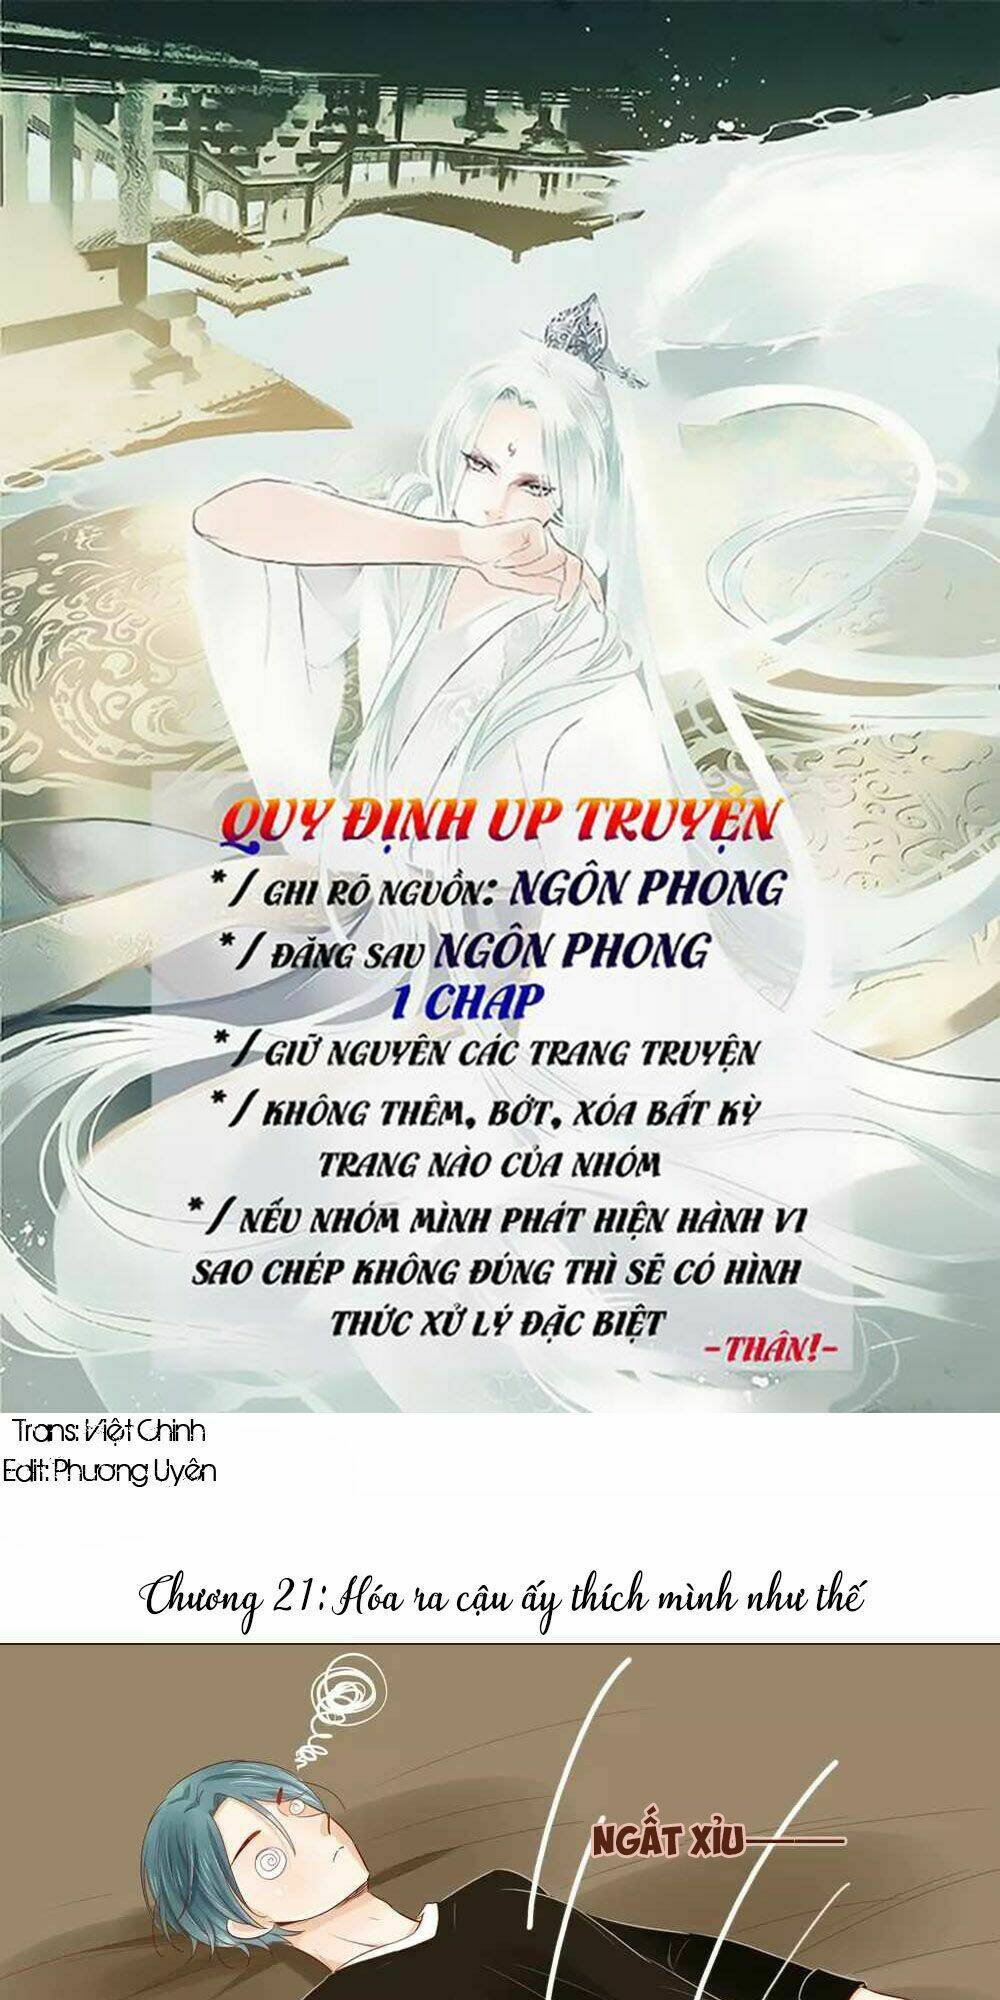 QUY ĐỊNH UP TRUYỆN
*/ GHI RÕ NGUỒN: NGÔN PHONG
*/ ĐĂNG SAU NGÔN PHONG
1 CHAP
*/ GIỮ NGUYÊN CÁC TRANG TRUYỆN
*/ KHÔNG THÊM, BỚT, XÓA BẤT KỲ
TRANG NÀO CỦA NHÓM
*/ NẾU NHÓM MÌNH PHÁT HIỆN HÀNH VI
SAO CHÉP KHÔNG ĐÚNG THÌ SẼ CÓ HÌNH
THỨC XỬ LÝ ĐẶC BIỆT
-THÂN!-
Trans: Việt Chinh
Edit: Phương Uyên
Chương 21: Hóa ra cậu ấy thích mình như thế
NGẤT XỈU——